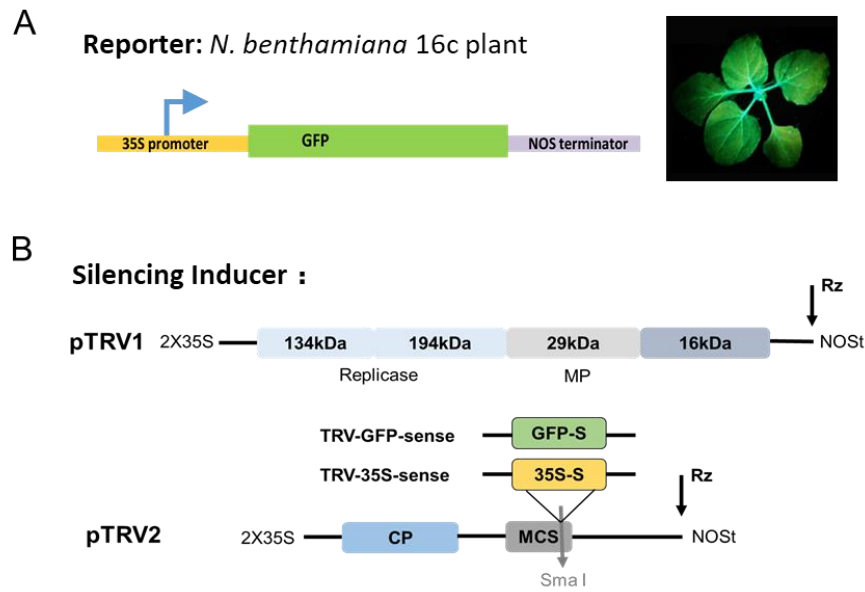 A
Reporter: N. benthamiana 16c plant
35S promoter
GFP
NOS terminator
B
Silencing Inducer :
Rz
pTRV1
2X35S
134kDa
194kDa
29kDa
16kDa
NOSt
Replicase
MP
TRV-GFP-sense
GFP-S
TRV-35S-sense
35S-S
Rz
pTRV2
2X35S
CP
MCS
NOSt
Sma I